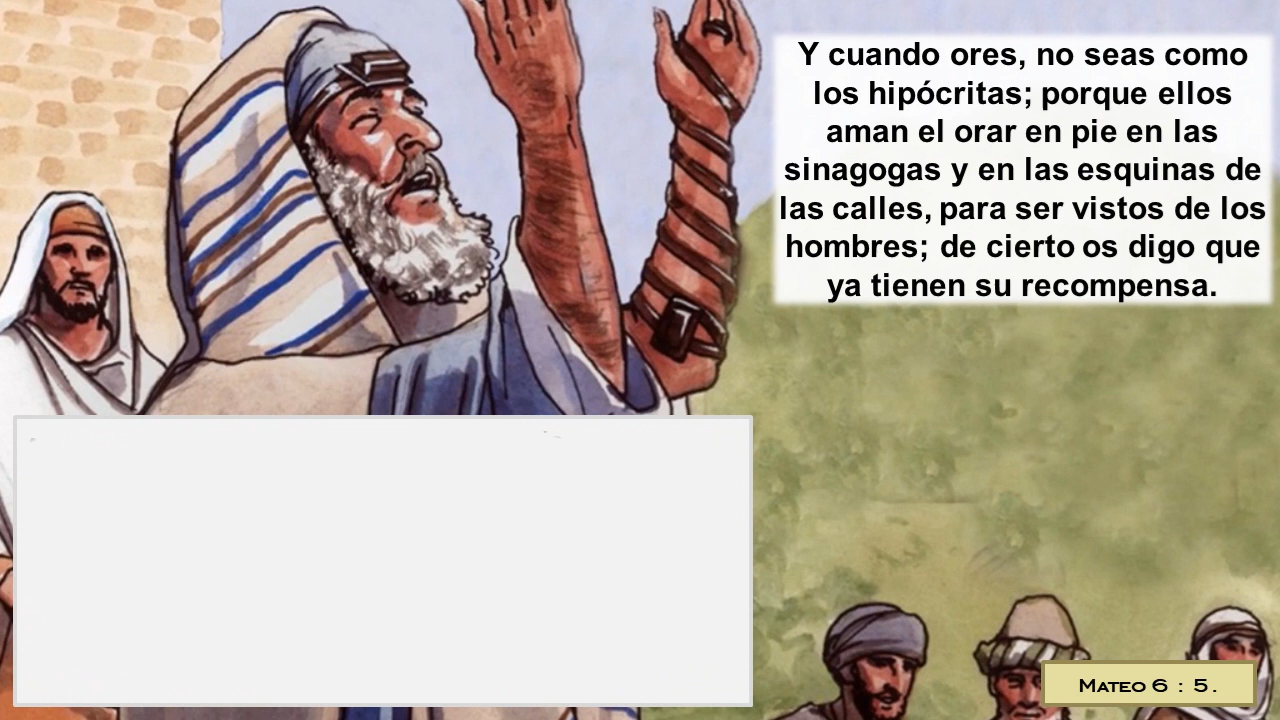 Y cuando ores, no seas como
los hipócritas; porque ellos
aman el orar en pie en las
sinagogas y en las esquinas de
las calles, para ser vistos de los
hombres; de cierto os digo que
ya tienen su recompensa.
Mateo 6 : 5.